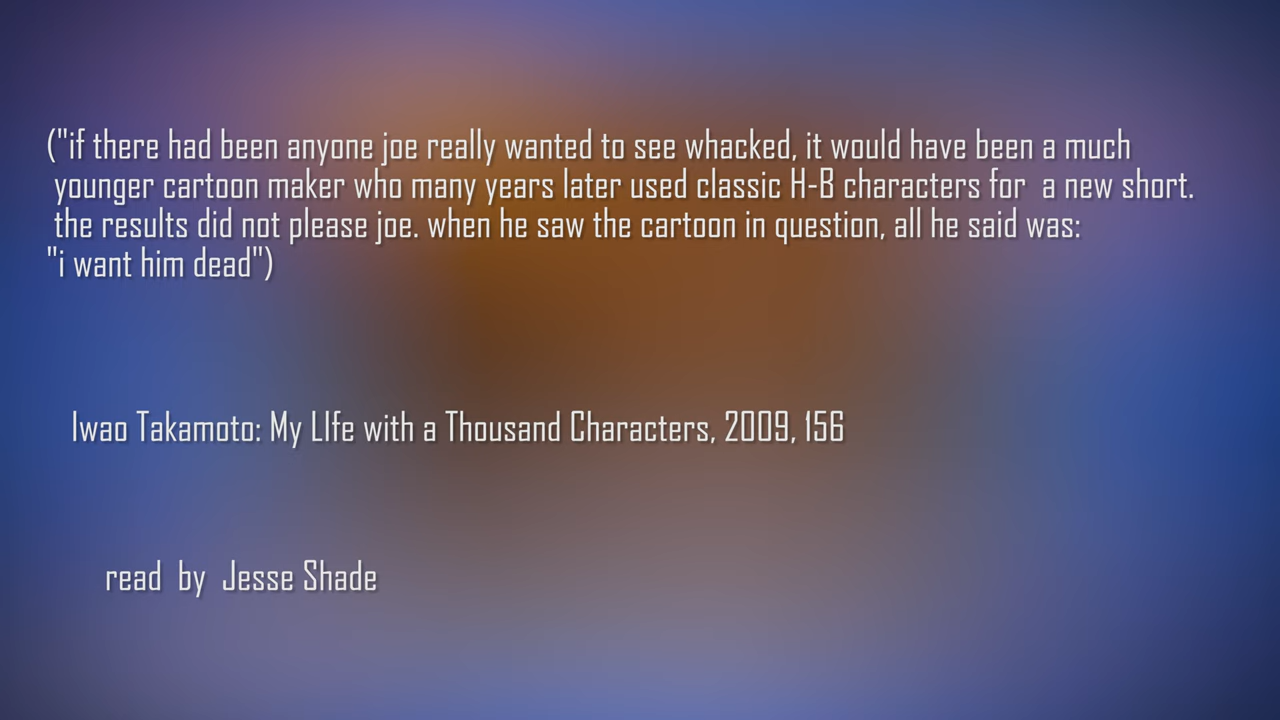 ("if there had been anyone joe really wanted to see whacked, it would have been a much
younger cartoon maker who many years later used classic H-B characters for a new short.
the results did not please joe. when he saw the cartoon in question, all he said was:
"i want him dead")
Iwao Takamoto: My LIfe with a Thousand Characters, 2009, 156
read by Jesse Shade